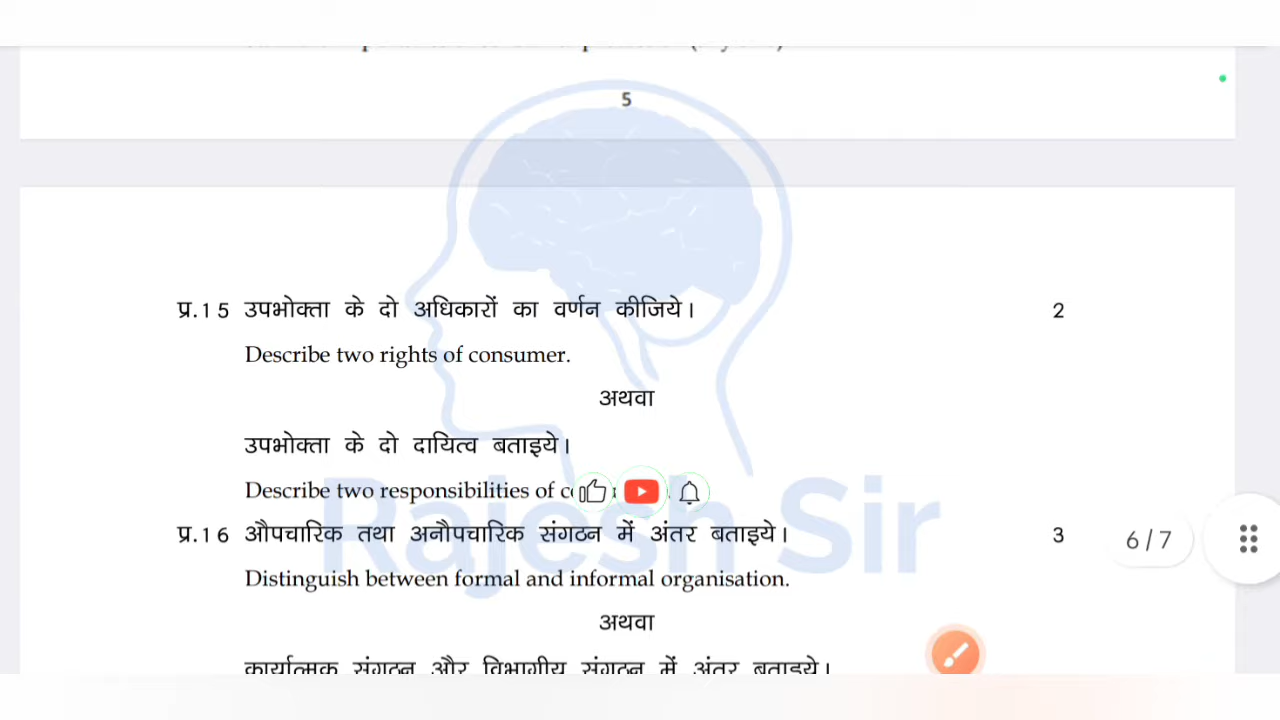 5
प्र.15 उपभोक्ता के दो अधिकारों का वर्णन कीजिये। 2
Describe two rights of consumer.
अथवा
उपभोक्ता के दो दायित्व बताइये।
Describe two responsibilities of
Rajesh Sir
प्र.16 औपचारिक तथा अनौपचारिक संगठन में अंतर बताइये। 3
6/7
Distinguish between formal and informal organisation.
अथवा
कार्यात्मक संगठन और विभागीय संगठन में अंतर बताइये।